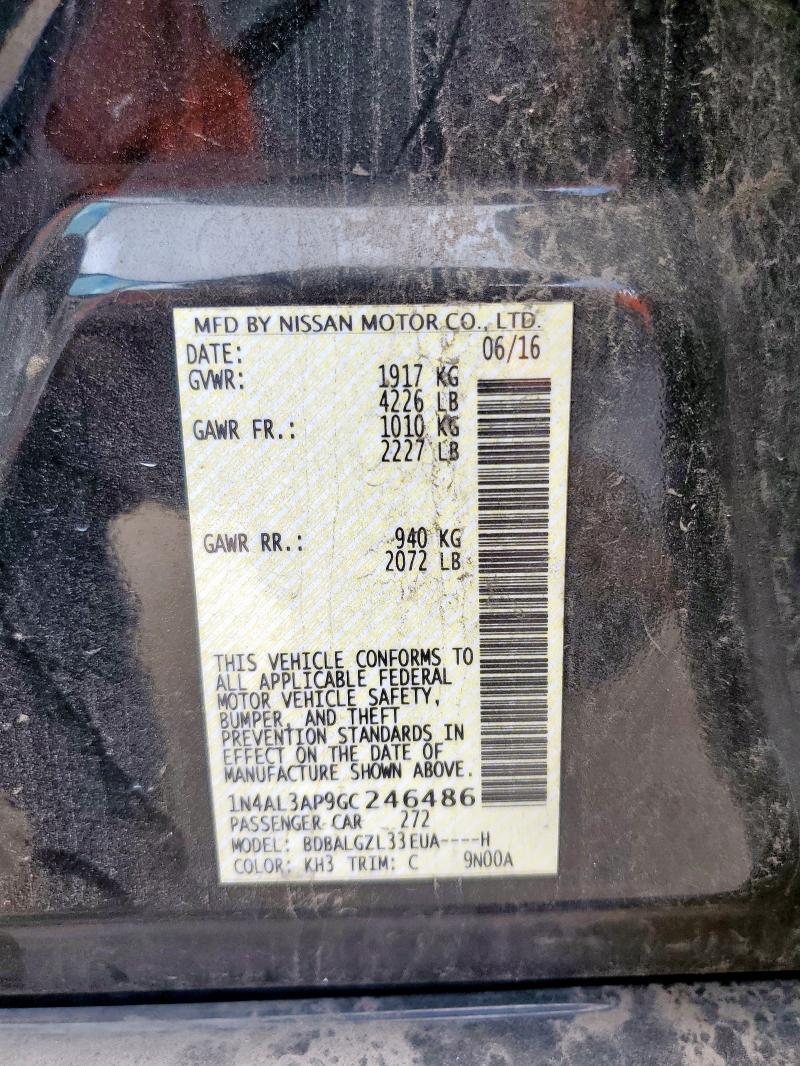 MFD BY NISSAN MOTOR CO., LTD.
DATE: 06/16
GVWR: 1917 KG
4226 LB
GAWR FR.: 1010 KG
2227 LB
GAWR RR.: 940 KG
2072 LB
THIS VEHICLE CONFORMS TO
ALL APPLICABLE FEDERAL
MOTOR VEHICLE SAFETY,
BUMPER, AND THEFT
PREVENTION STANDARDS IN
EFFECT ON THE DATE OF
MANUFACTURE SHOWN ABOVE.
1N4AL3AP9GC246486
PASSENGER CAR 272
MODEL: BDBALGZL33EUA----H
COLOR: KH3 TRIM: C 9N00A